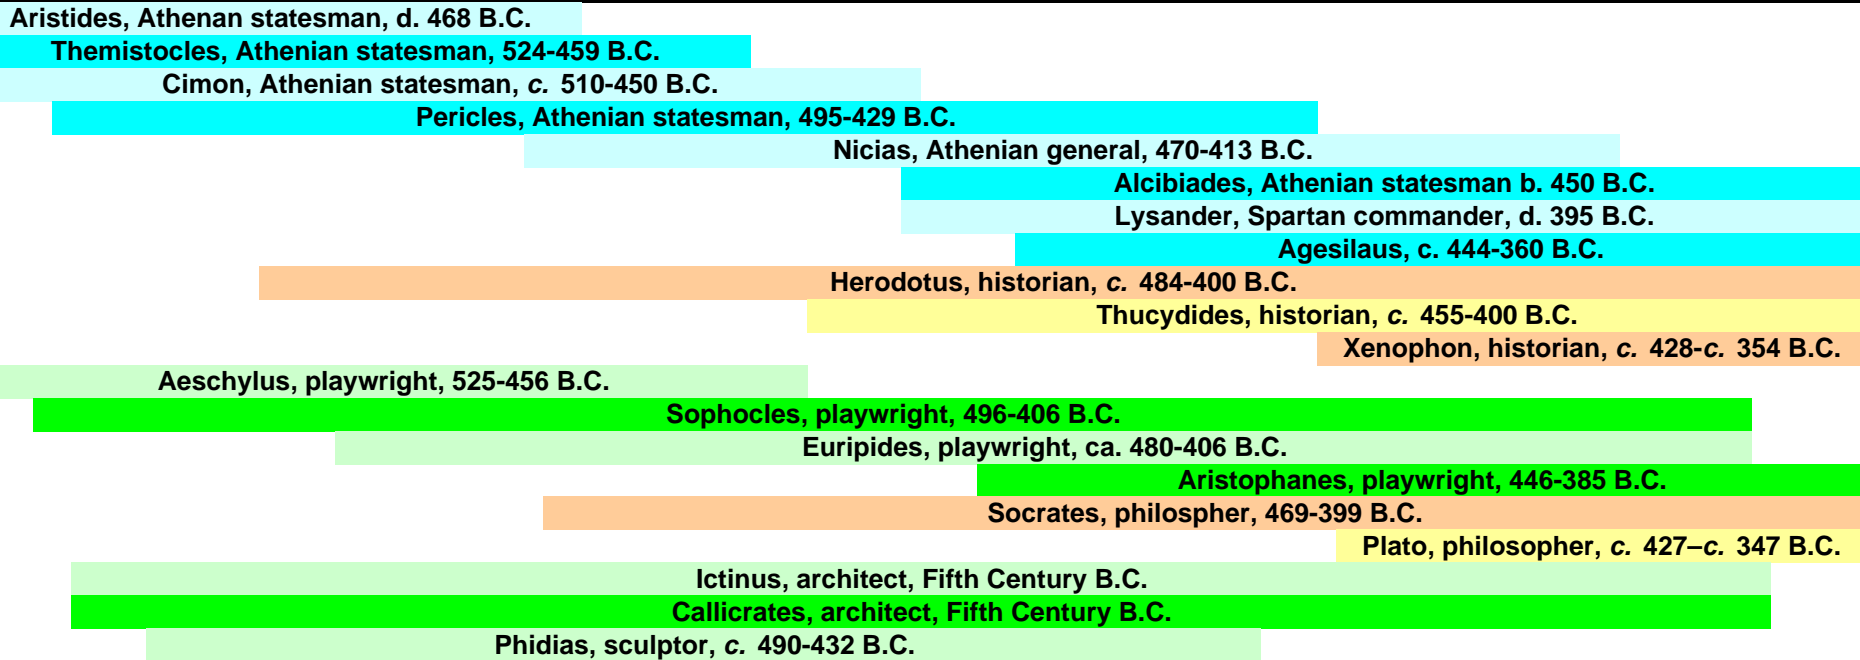 Aristides, Athenan statesman, d. 468 B.C.
Themistocles, Athenian statesman, 524-459 B.C.
Cimon, Athenian statesman, c. 510-450 B.C.
Pericles, Athenian statesman, 495-429 B.C.
Nicias, Athenian general, 470-413 B.C.
Alcibiades, Athenian statesman b. 450 B.C.
Lysander, Spartan commander, d. 395 B.C.
Agesilaus, c. 444-360 B.C.
Herodotus, historian, c. 484-400 B.C.
Thucydides, historian, c. 455-400 B.C.
Xenophon, historian, c. 428-c. 354 B.C.
Aeschylus, playwright, 525-456 B.C.
Sophocles, playwright, 496-406 B.C.
Euripides, playwright, ca. 480-406 B.C.
Aristophanes, playwright, 446-385 B.C.
Socrates, philospher, 469-399 B.C.
Plato, philosopher, c. 427–c. 347 B.C.
Ictinus, architect, Fifth Century B.C.
Callicrates, architect, Fifth Century B.C.
Phidias, sculptor, c. 490-432 B.C.